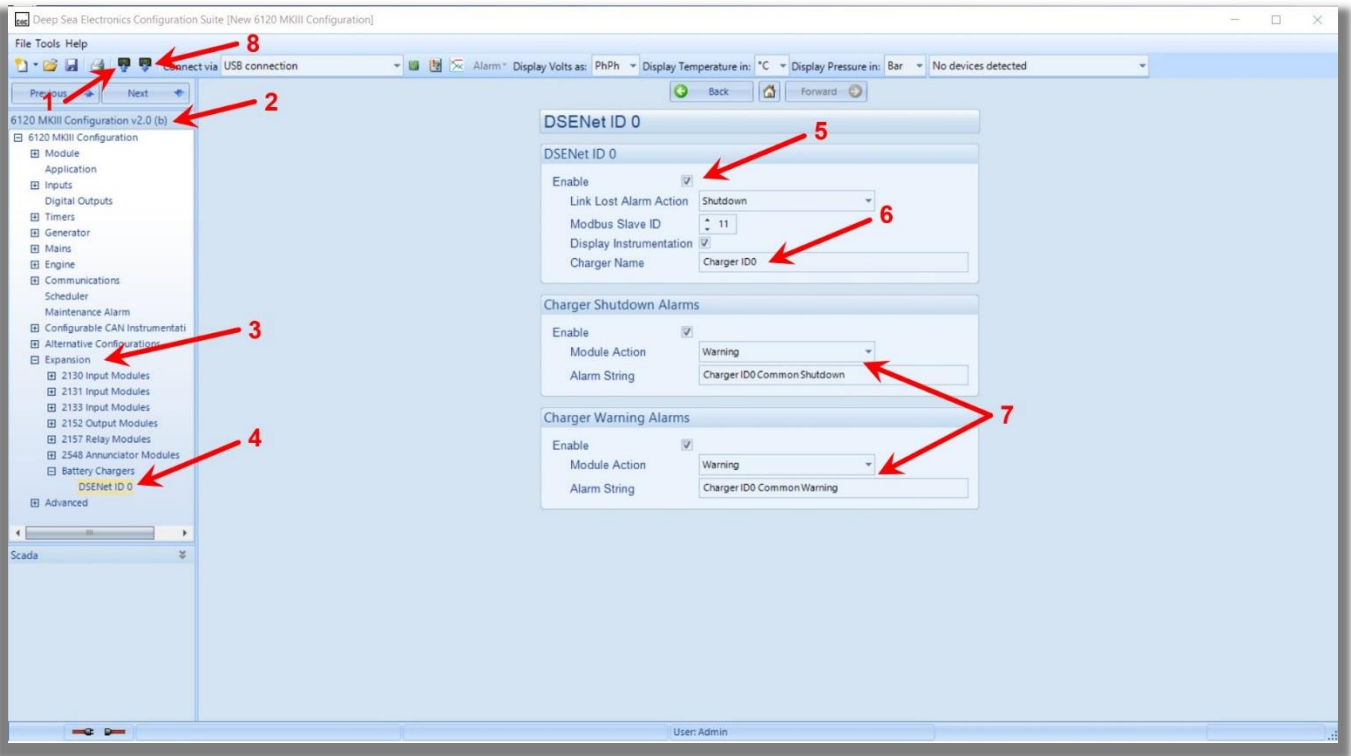 DSE Deep Sea Electronics Configuration Suite [New 6120 MKIII Configuration]
File Tools Help
8
Connect via USB connection Alarm Display Volts as: PhPh Display Temperature in: °C Display Pressure in: Bar No devices detected
Previous Next
1
2
Back Forward
6120 MKIII Configuration v2.0 (b)
6120 MKIII Configuration
Module
Application
Inputs
Digital Outputs
Timers
Generator
Mains
Engine
Communications
Scheduler
Maintenance Alarm
Configurable CAN Instrumentati
Alternative Configurations
3
Expansion
2130 Input Modules
2131 Input Modules
2133 Input Modules
2152 Output Modules
2157 Relay Modules
4
2548 Annunciator Modules
Battery Chargers
DSENet ID 0
Advanced
Scada
DSENet ID 0
5
DSENet ID 0
Enable
Link Lost Alarm Action Shutdown
6
Modbus Slave ID 11
Display Instrumentation
Charger Name Charger ID0
Charger Shutdown Alarms
Enable
Module Action Warning
Alarm String Charger ID0 Common Shutdown
7
Charger Warning Alarms
Enable
Module Action Warning
Alarm String Charger ID0 Common Warning
User: Admin